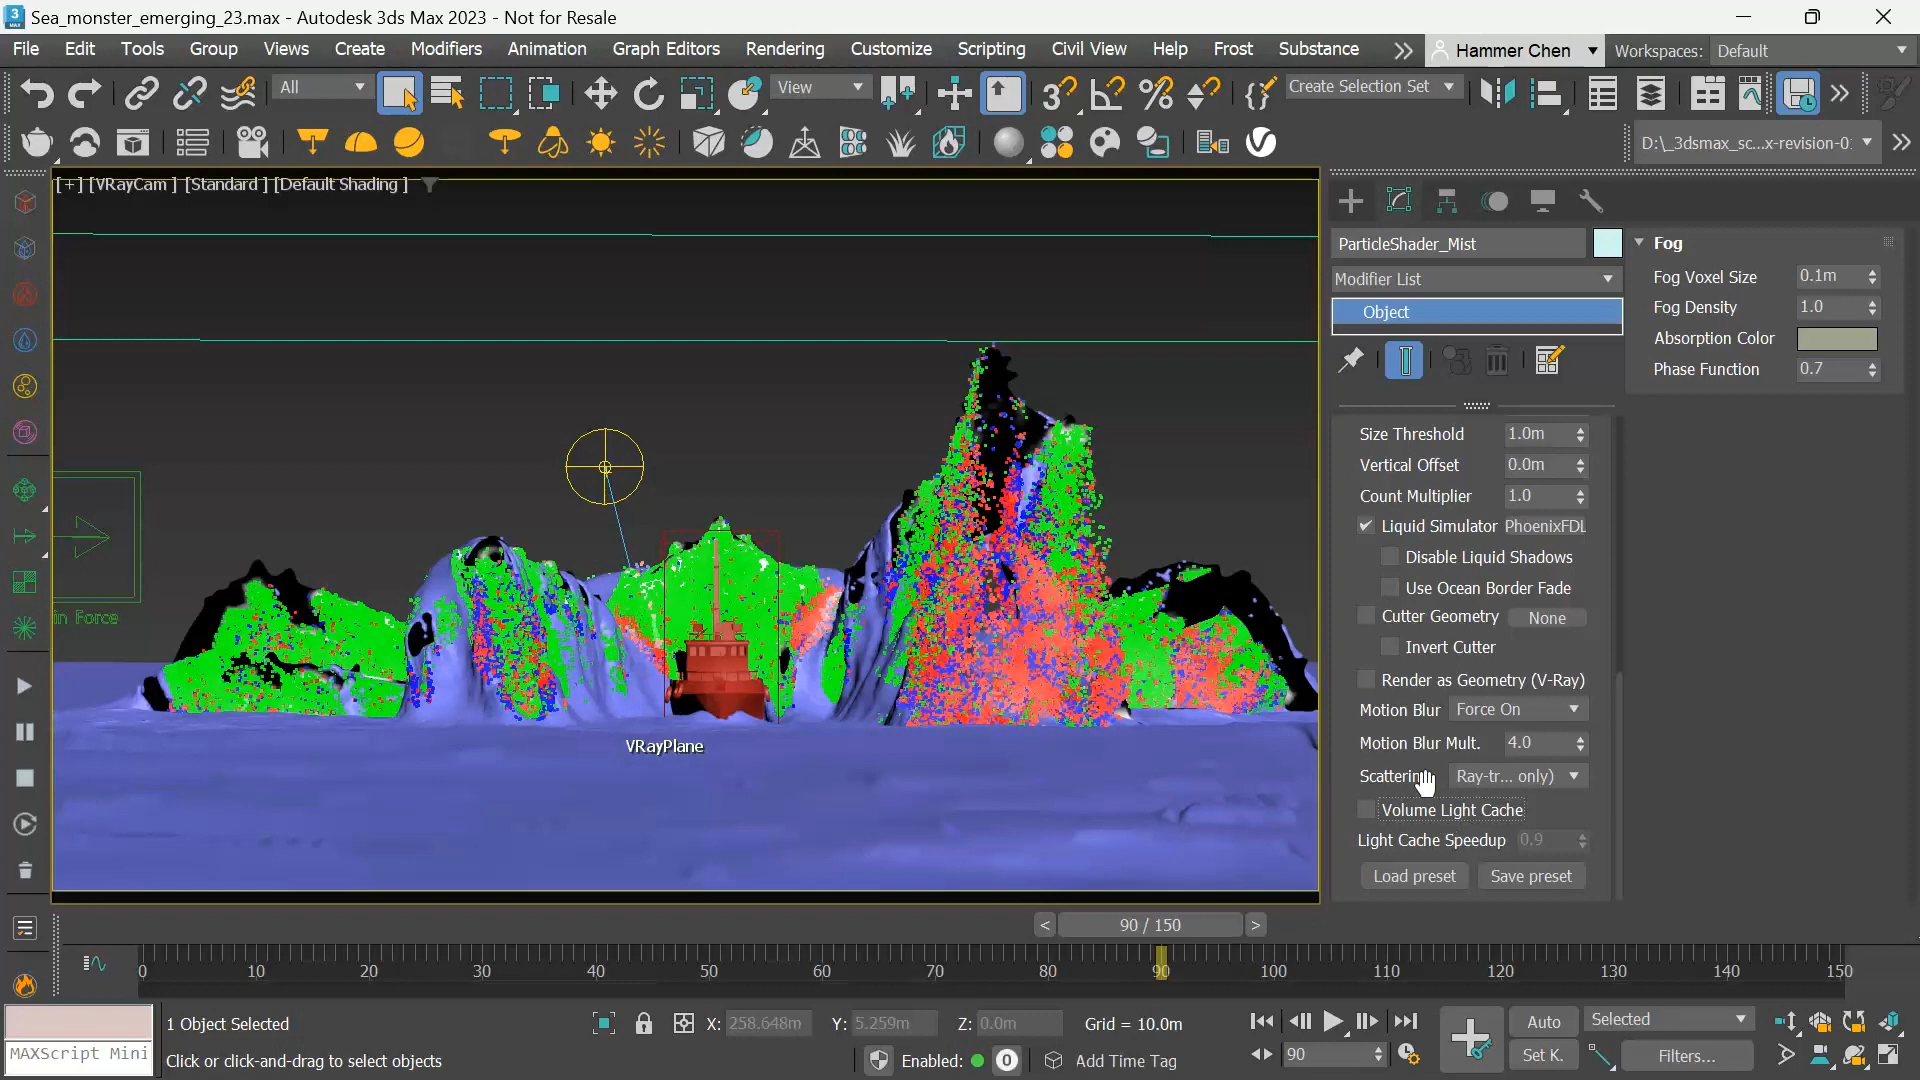 Sea_monster_emerging_23.max - Autodesk 3ds Max 2023 - Not for Resale
File Edit Tools Group Views Create Modifiers Animation Graph Editors Rendering Customize Scripting Civil View Help Frost Substance Hammer Chen Workspaces: Default
All View 3 Create Selection Set
D:\_3dsmax_sc...x-revision-0
[+] [VRayCam ] [Standard ] [Default Shading ]
in Force
VRayPlane
ParticleShader_Mist
Modifier List
Object
Size Threshold 1.0m
Vertical Offset 0.0m
Count Multiplier 1.0
Liquid Simulator PhoenixFDL
Disable Liquid Shadows
Use Ocean Border Fade
Cutter Geometry None
Invert Cutter
Render as Geometry (V-Ray)
Motion Blur Force On
Motion Blur Mult. 4.0
Scattering Ray-tr... only)
Volume Light Cache
Light Cache Speedup 0.9
Load preset Save preset
Fog
Fog Voxel Size 0.1m
Fog Density 1.0
Absorption Color
Phase Function 0.7
< 90 / 150 >
0 10 20 30 40 50 60 70 80 90 100 110 120 130 140 150
1 Object Selected X: 258.648m Y: 5.259m Z: 0.0m Grid = 10.0m Auto Selected
MAXScript Mini Click or click-and-drag to select objects Enabled: 0 Add Time Tag 90 Set K. Filters...